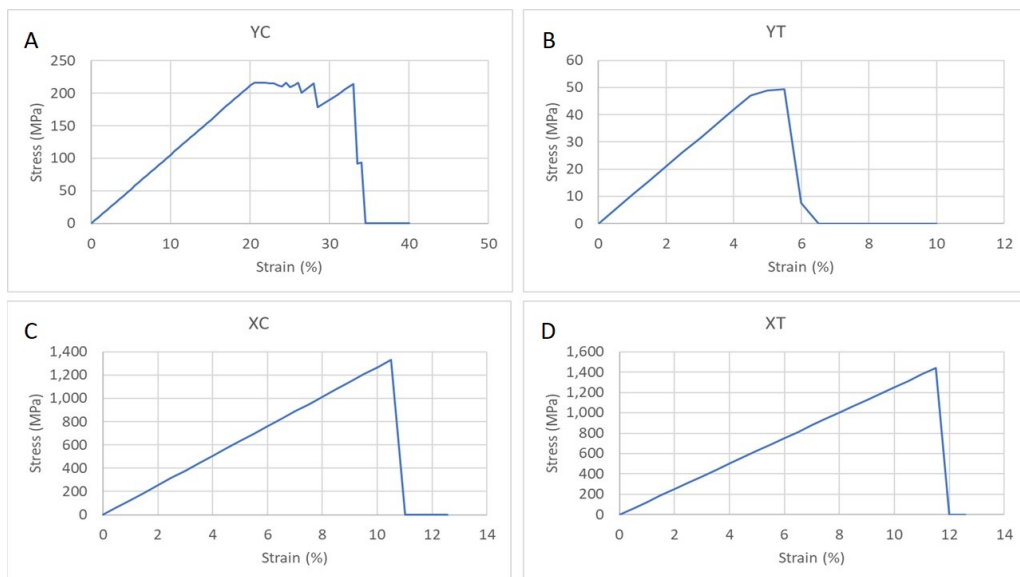 A
YC
250
200
150
100
50
0
Stress (MPa)
0 10 20 30 40 50
Strain (%)
B
YT
60
50
40
30
20
10
0
Stress (MPa)
0 2 4 6 8 10 12
Strain (%)
C
XC
1,400
1,200
1,000
800
600
400
200
0
Stress (MPa)
0 2 4 6 8 10 12 14
Strain (%)
D
XT
1,600
1,400
1,200
1,000
800
600
400
200
0
Stress (MPa)
0 2 4 6 8 10 12 14
Strain (%)